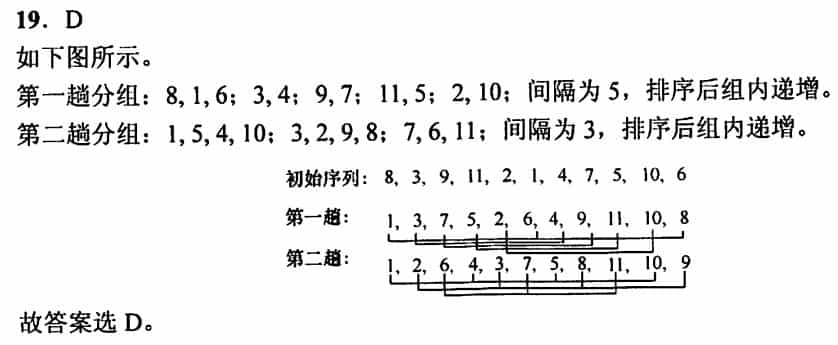 19. D
如下图所示。
第一趟分组：8, 1, 6；3, 4；9, 7；11, 5；2, 10；间隔为 5，排序后组内递增。
第二趟分组：1, 5, 4, 10；3, 2, 9, 8；7, 6, 11；间隔为 3，排序后组内递增。
初始序列： 8, 3, 9, 11, 2, 1, 4, 7, 5, 10, 6
第一趟： 1, 3, 7, 5, 2, 6, 4, 9, 11, 10, 8
第二趟： 1, 2, 6, 4, 3, 7, 5, 8, 11, 10, 9
故答案选 D。